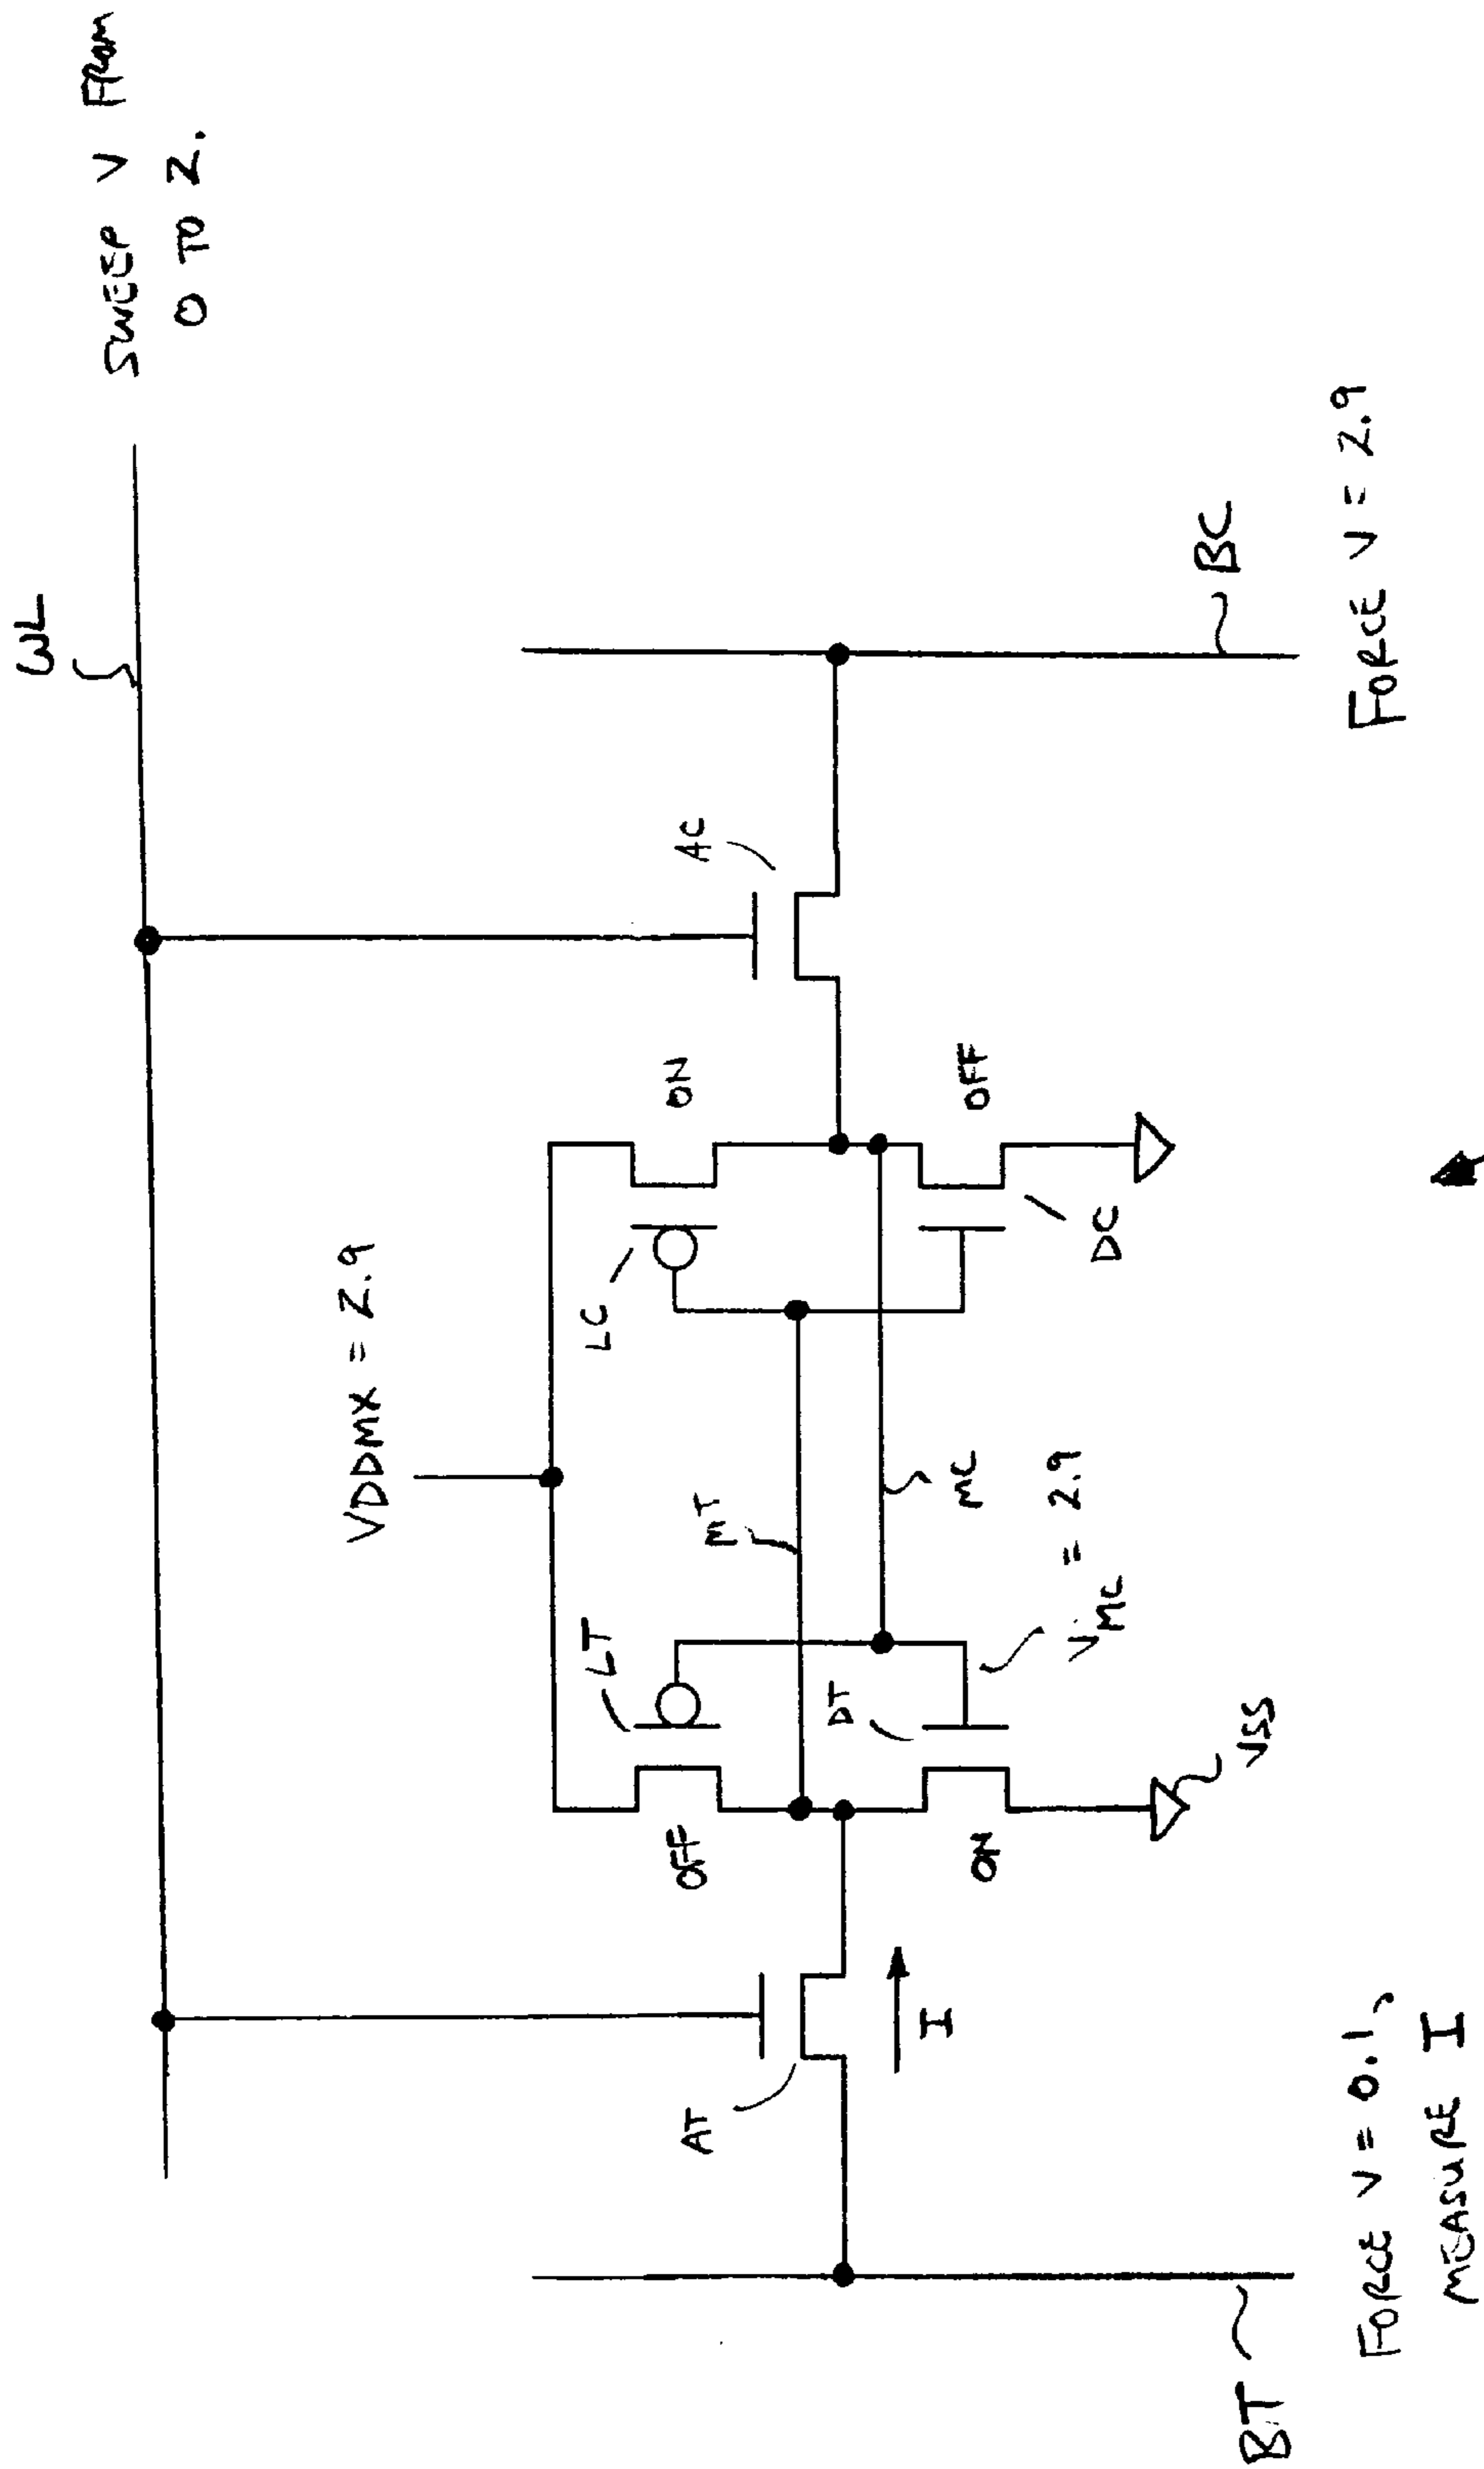 WL
SWEEP V FROM
0 TO 2.
VDDMX = 2.9
LT
LC
OFF
ON
MT
AC
AT
DT
MC
I
ON
OFF
VMC = 2.9
DC
VSS
BT
BC
FORCE V = 0.1,
MEASURE I
FORCE V = 2.9